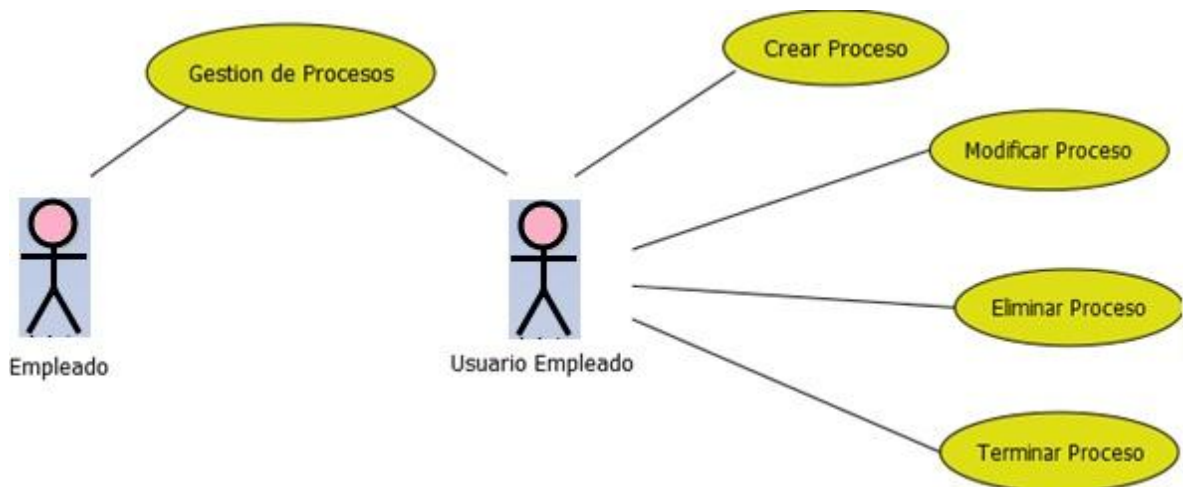 Crear Proceso
Gestion de Procesos
Modificar Proceso
Eliminar Proceso
Empleado
Usuario Empleado
Terminar Proceso